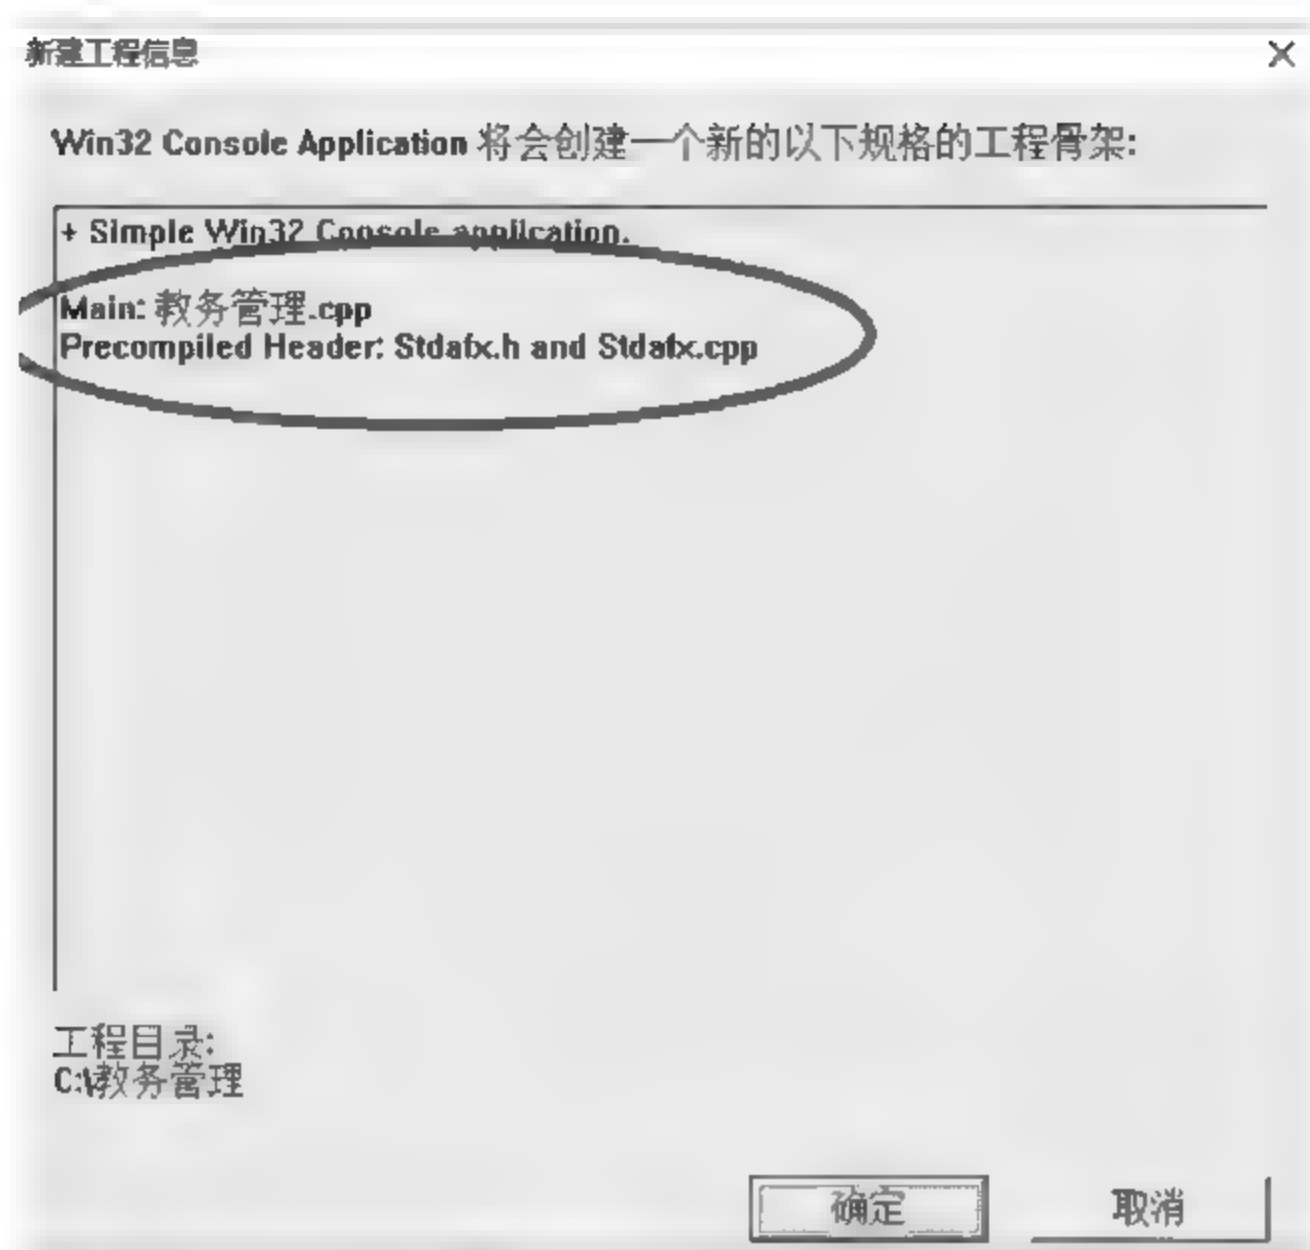 新建工程信息
Win32 Console Application 将会创建一个新的以下规格的工程骨架:
+ Simple Win32 Console application.
Main: 教务管理.cpp
Precompiled Header: Stdafx.h and Stdafx.cpp
工程目录:
C:\教务管理
确定
取消